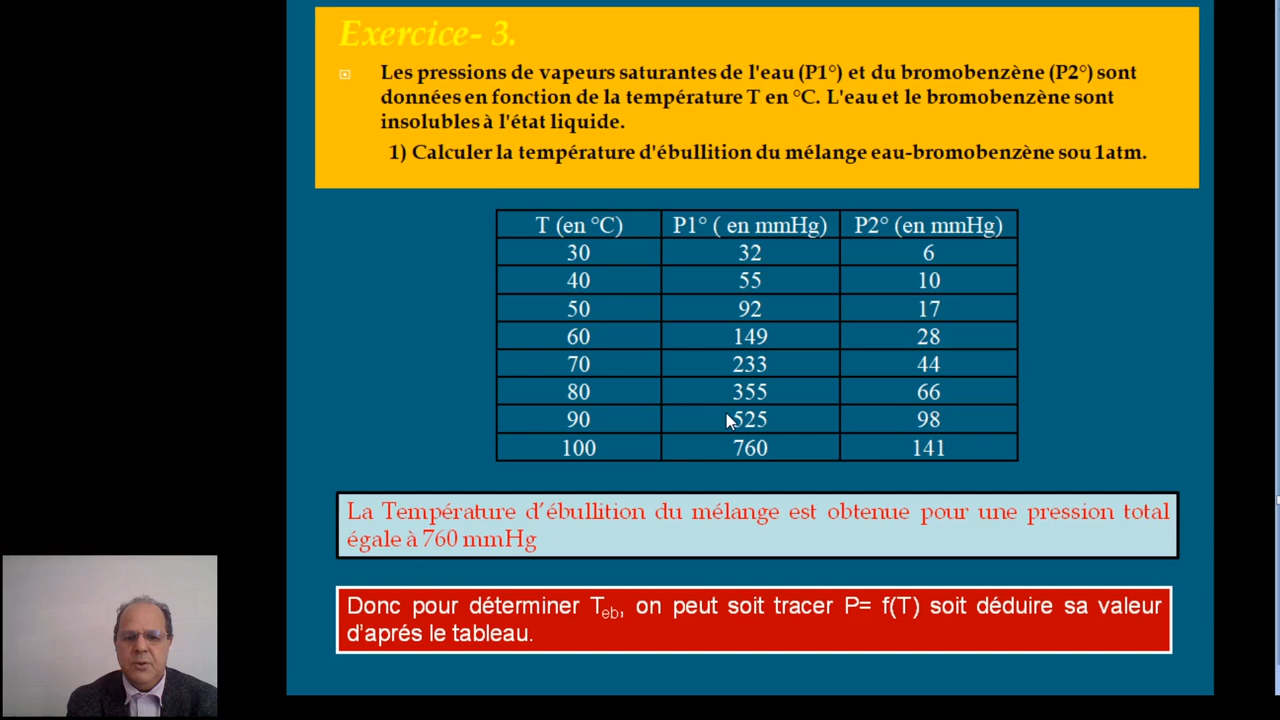 Exercice- 3.
Les pressions de vapeurs saturantes de l'eau (P1°) et du bromobenzène (P2°) sont
données en fonction de la température T en °C. L'eau et le bromobenzène sont
insolubles à l'état liquide.
1) Calculer la température d'ébullition du mélange eau-bromobenzène sou 1atm.
T (en °C) P1° ( en mmHg) P2° (en mmHg)
30 32 6
40 55 10
50 92 17
60 149 28
70 233 44
80 355 66
90 525 98
100 760 141
La Température d’ébullition du mélange est obtenue pour une pression total
égale à 760 mmHg
Donc pour déterminer Teb, on peut soit tracer P= f(T) soit déduire sa valeur
d’aprés le tableau.